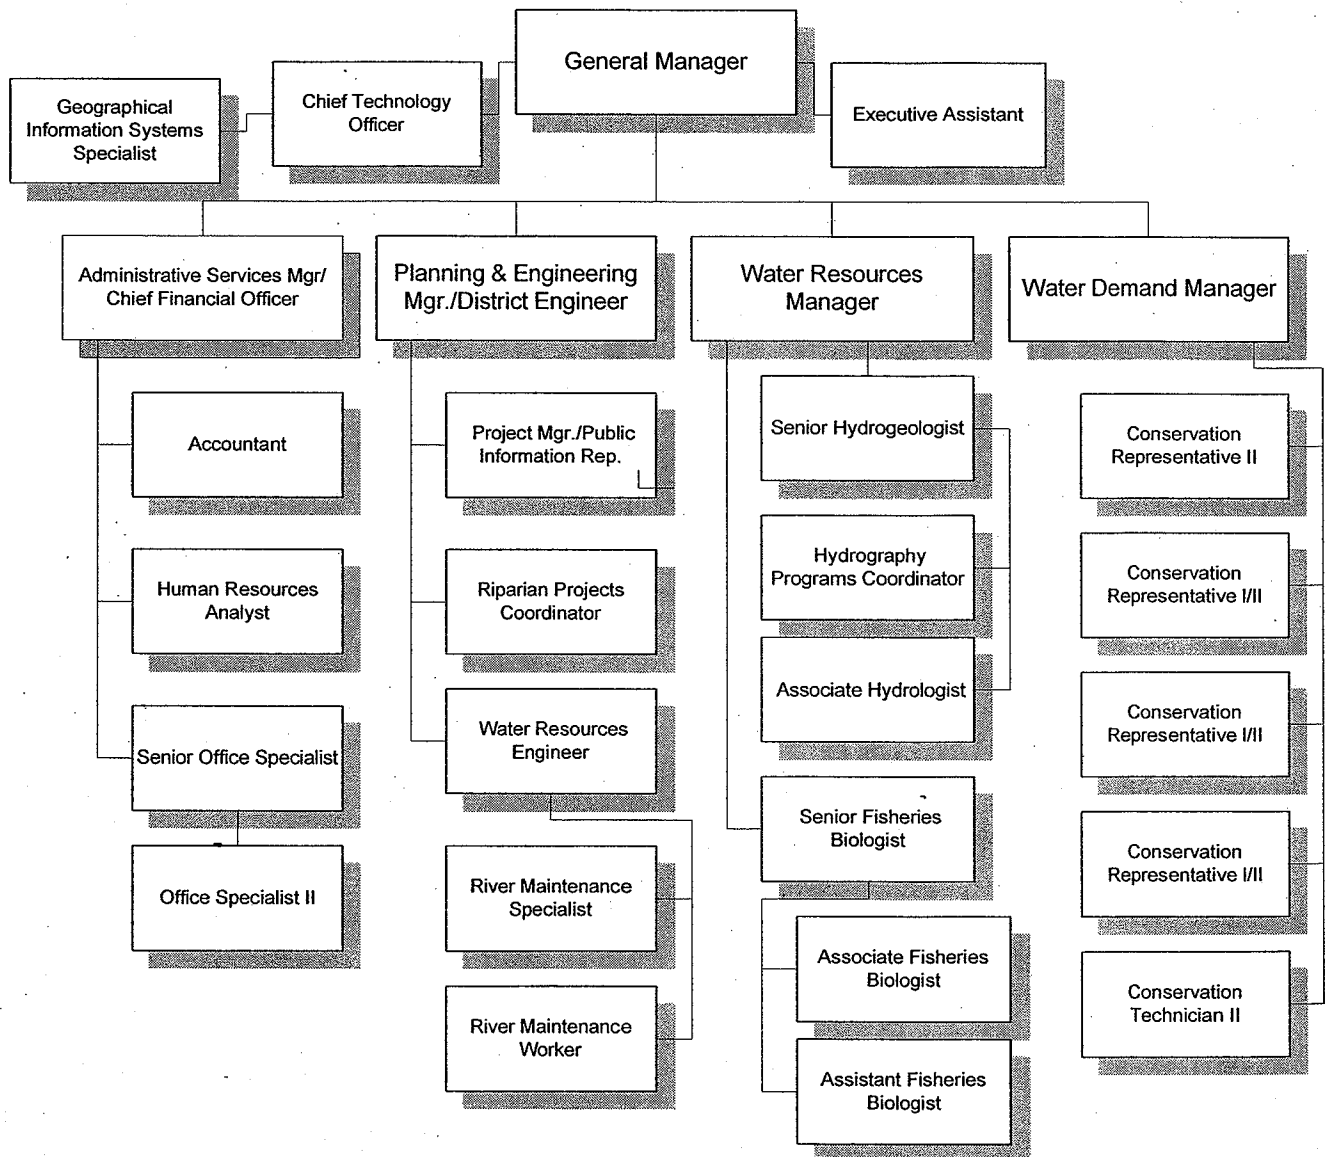 General Manager
Geographical
Information Systems
Specialist
Chief Technology
Officer
Executive Assistant
Administrative Services Mgr/
Chief Financial Officer
Planning & Engineering
Mgr./District Engineer
Water Resources
Manager
Water Demand Manager
Accountant
Human Resources
Analyst
Senior Office Specialist
Office Specialist II
Project Mgr./Public
Information Rep.
Riparian Projects
Coordinator
Water Resources
Engineer
River Maintenance
Specialist
River Maintenance
Worker
Senior Hydrogeologist
Hydrography
Programs Coordinator
Associate Hydrologist
Senior Fisheries
Biologist
Associate Fisheries
Biologist
Assistant Fisheries
Biologist
Conservation
Representative II
Conservation
Representative I/II
Conservation
Representative I/II
Conservation
Representative I/II
Conservation
Technician II